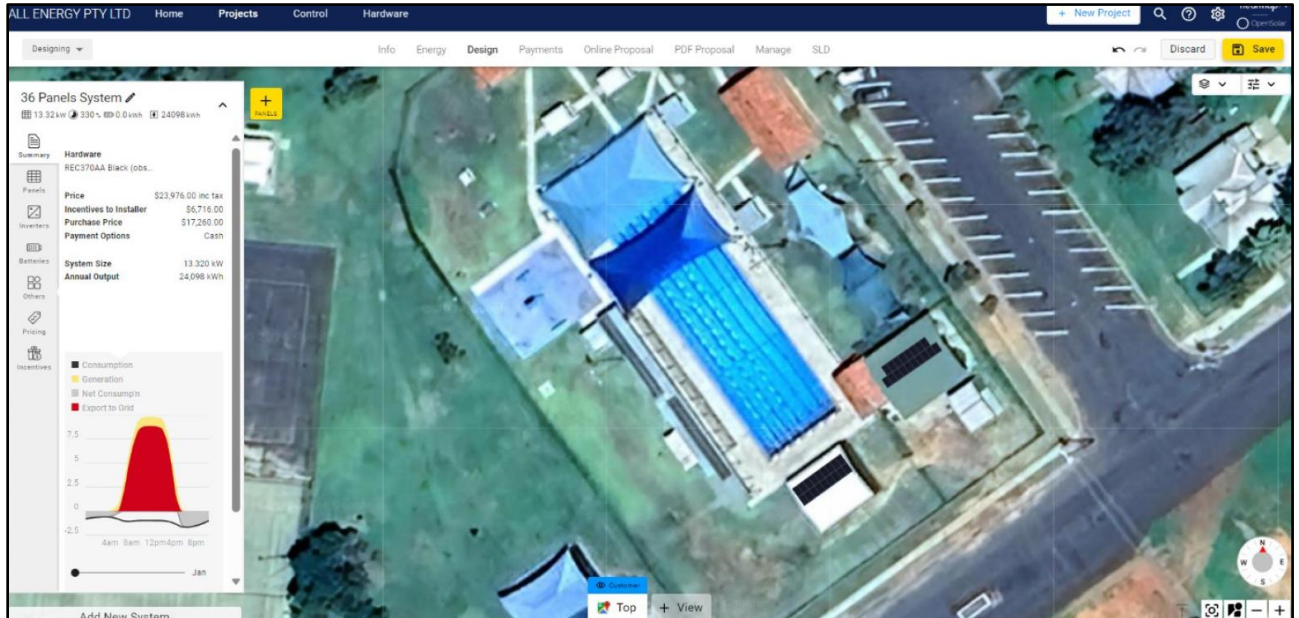 ALL ENERGY PTY LTD Home Projects Control Hardware
+ New Project
OpenSolar
Designing
Info Energy Design Payments Online Proposal PDF Proposal Manage SLD
Discard Save
36 Panels System
13.32 kW 330 0.0 kWh 24098 kWh
+
PANELS
Summary
Panels
Inverters
Batteries
Others
Pricing
Incentives
Hardware
REC370AA Black (obs...
Price $23,976.00 inc tax
Incentives to Installer $6,716.00
Purchase Price $17,260.00
Payment Options Cash
System Size 13.320 kW
Annual Output 24,098 kWh
Consumption
Generation
Net Consump'n
Export to Grid
7.5
5
2.5
0
-2.5
4am 8am 12pm 4pm 8pm
Jan
Add New System
Customer
Top + View
N
W E
S